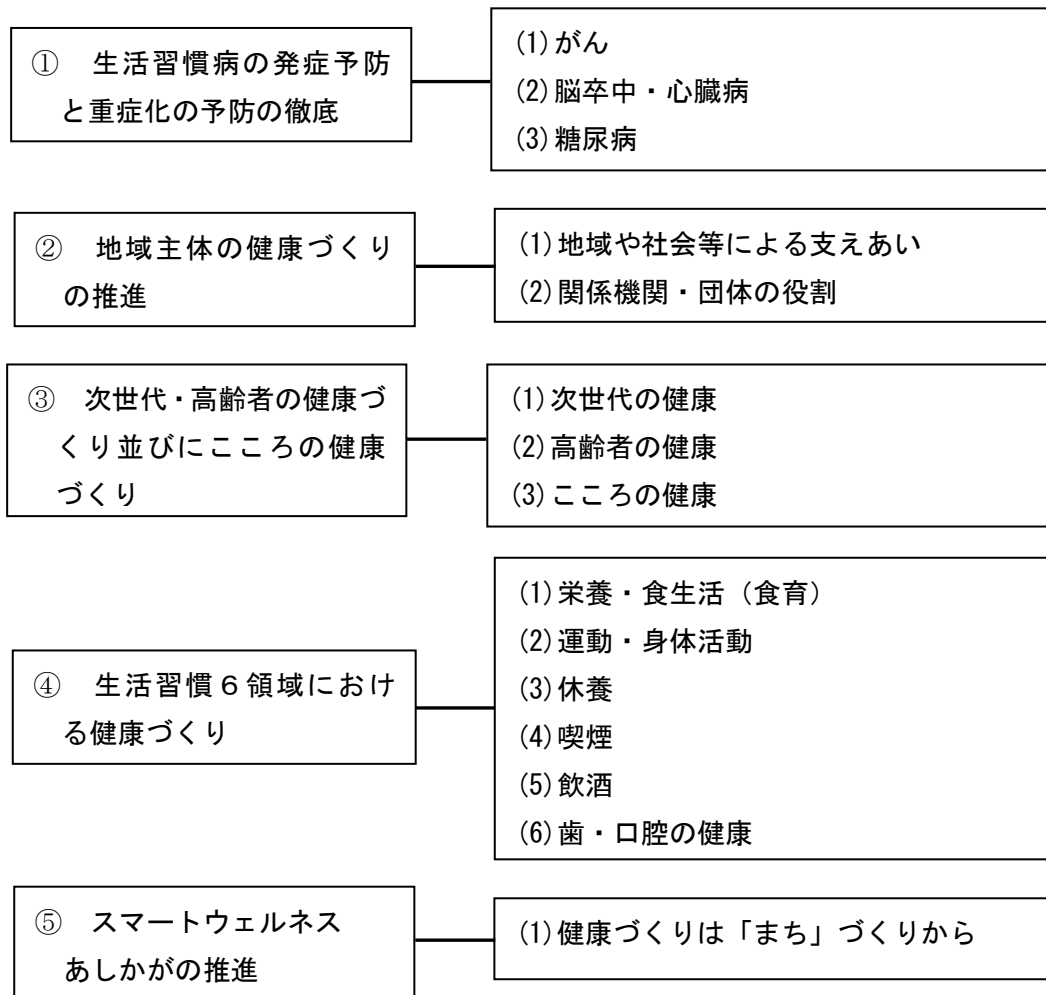 ① 生活習慣病の発症予防
と重症化の予防の徹底
(1)がん
(2)脳卒中・心臓病
(3)糖尿病
② 地域主体の健康づくり
の推進
(1)地域や社会等による支えあい
(2)関係機関・団体の役割
③ 次世代・高齢者の健康づ
くり並びにこころの健康
づくり
(1)次世代の健康
(2)高齢者の健康
(3)こころの健康
④ 生活習慣6領域におけ
る健康づくり
(1)栄養・食生活（食育）
(2)運動・身体活動
(3)休養
(4)喫煙
(5)飲酒
(6)歯・口腔の健康
⑤ スマートウェルネス
あしかがの推進
(1)健康づくりは「まち」づくりから